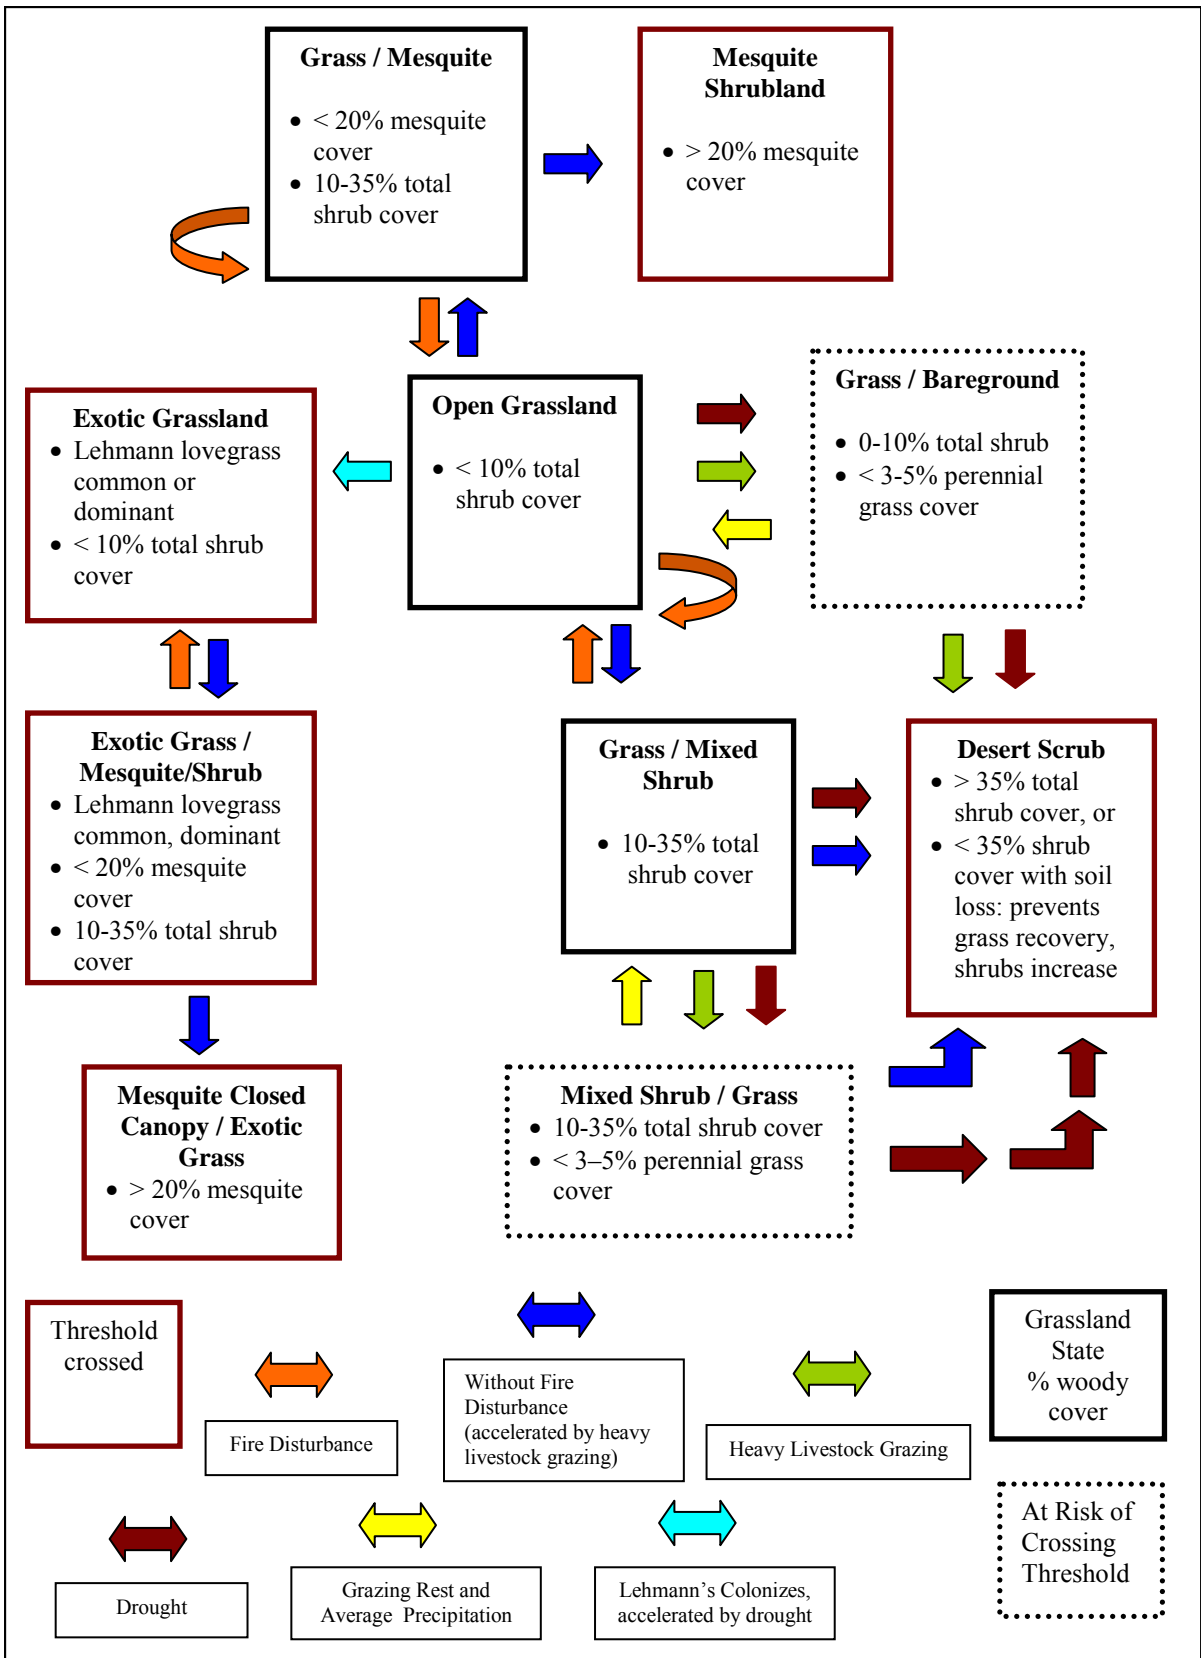 Grass / Mesquite
• < 20% mesquite
cover
• 10-35% total
shrub cover
Mesquite
Shrubland
• > 20% mesquite
cover
Exotic Grassland
• Lehmann lovegrass
common or
dominant
• < 10% total shrub
cover
Open Grassland
• < 10% total
shrub cover
Grass / Bareground
• 0-10% total shrub
• < 3-5% perennial
grass cover
Exotic Grass /
Mesquite/Shrub
• Lehmann lovegrass
common, dominant
• < 20% mesquite
cover
• 10-35% total shrub
cover
Grass / Mixed
Shrub
• 10-35% total
shrub cover
Desert Scrub
• > 35% total
shrub cover, or
• < 35% shrub
cover with soil
loss: prevents
grass recovery,
shrubs increase
Mesquite Closed
Canopy / Exotic
Grass
• > 20% mesquite
cover
Mixed Shrub / Grass
• 10-35% total shrub cover
• < 3–5% perennial grass
cover
Threshold
crossed
Fire Disturbance
Without Fire
Disturbance
(accelerated by heavy
livestock grazing)
Heavy Livestock Grazing
Grassland
State
% woody
cover
Drought
Grazing Rest and
Average Precipitation
Lehmann's Colonizes,
accelerated by drought
At Risk of
Crossing
Threshold